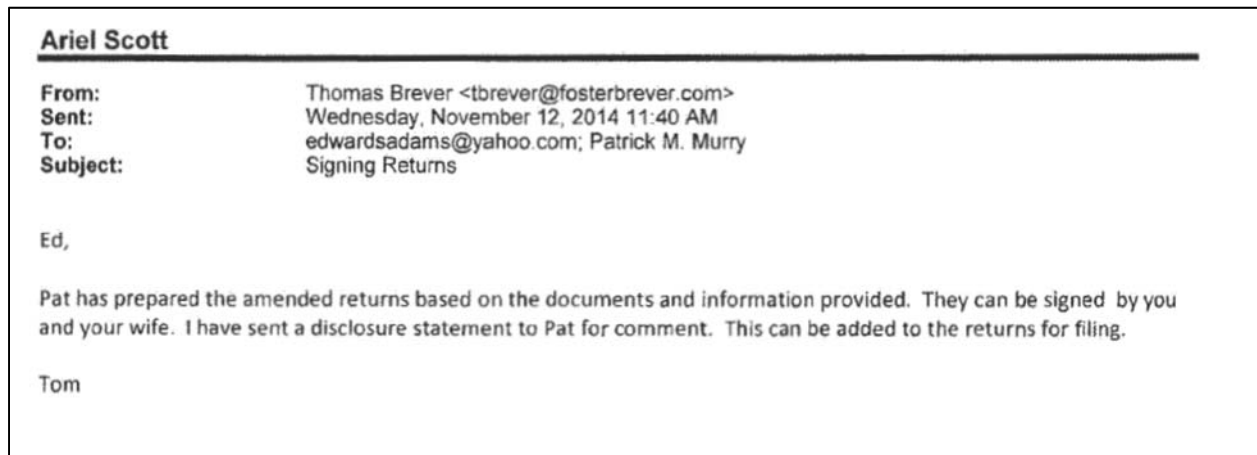 Ariel Scott
From: Thomas Brever <tbrever@fosterbrever.com>
Sent: Wednesday, November 12, 2014 11:40 AM
To: edwardsadams@yahoo.com; Patrick M. Murry
Subject: Signing Returns
Ed,
Pat has prepared the amended returns based on the documents and information provided. They can be signed by you
and your wife. I have sent a disclosure statement to Pat for comment. This can be added to the returns for filing.
Tom